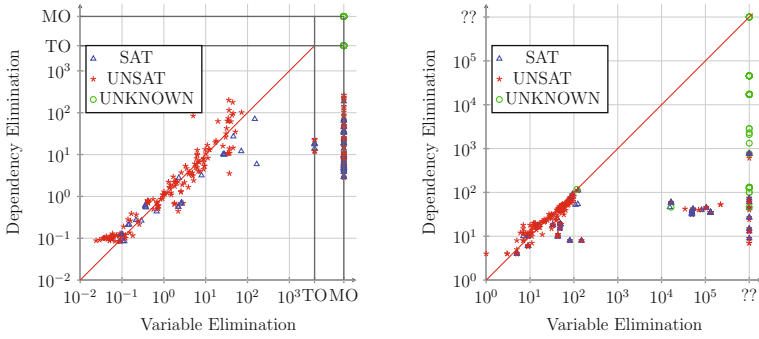 MO
TO
10^3
10^2
10^1
10^0
10^−1
10^−2
Dependency Elimination
SAT
UNSAT
UNKNOWN
10^−2 10^−1 10^0 10^1 10^2 10^3 TO MO
Variable Elimination
??
10^5
10^4
10^3
10^2
10^1
10^0
Dependency Elimination
SAT
UNSAT
UNKNOWN
10^0 10^1 10^2 10^3 10^4 10^5 ??
Variable Elimination